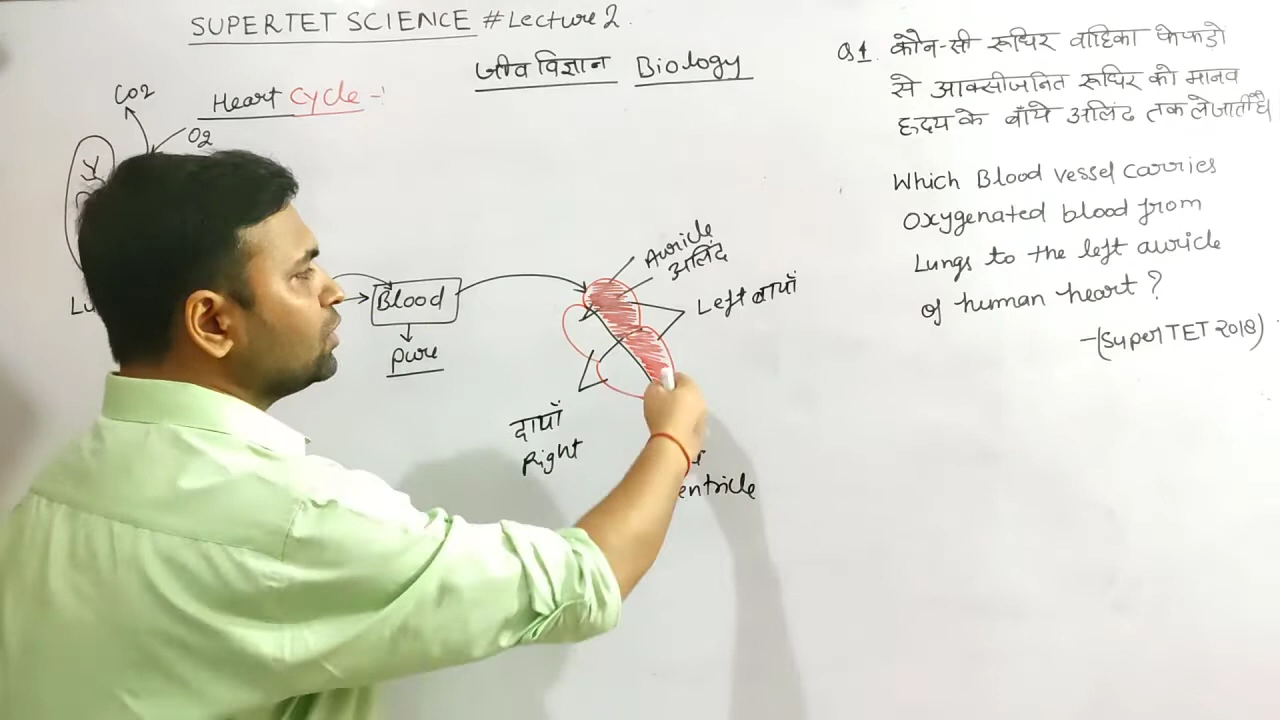 SUPERTET SCIENCE #Lecture 2.
जीव विज्ञान Biology
Heart Cycle -:
CO2
O2
Blood
pure
Auricle
अलिंद
Left बायाँ
दायाँ
Right
entricle
Q1. कौन-सी रूधिर वाहिका फेफडो
से आक्सीजनित रूधिर को मानव
हृदय के बाँये अलिंद तक ले जाती है।
Which Blood vessel carries
oxygenated blood from
Lungs to the left auricle
of human heart ?
-(SuperTET 2018)